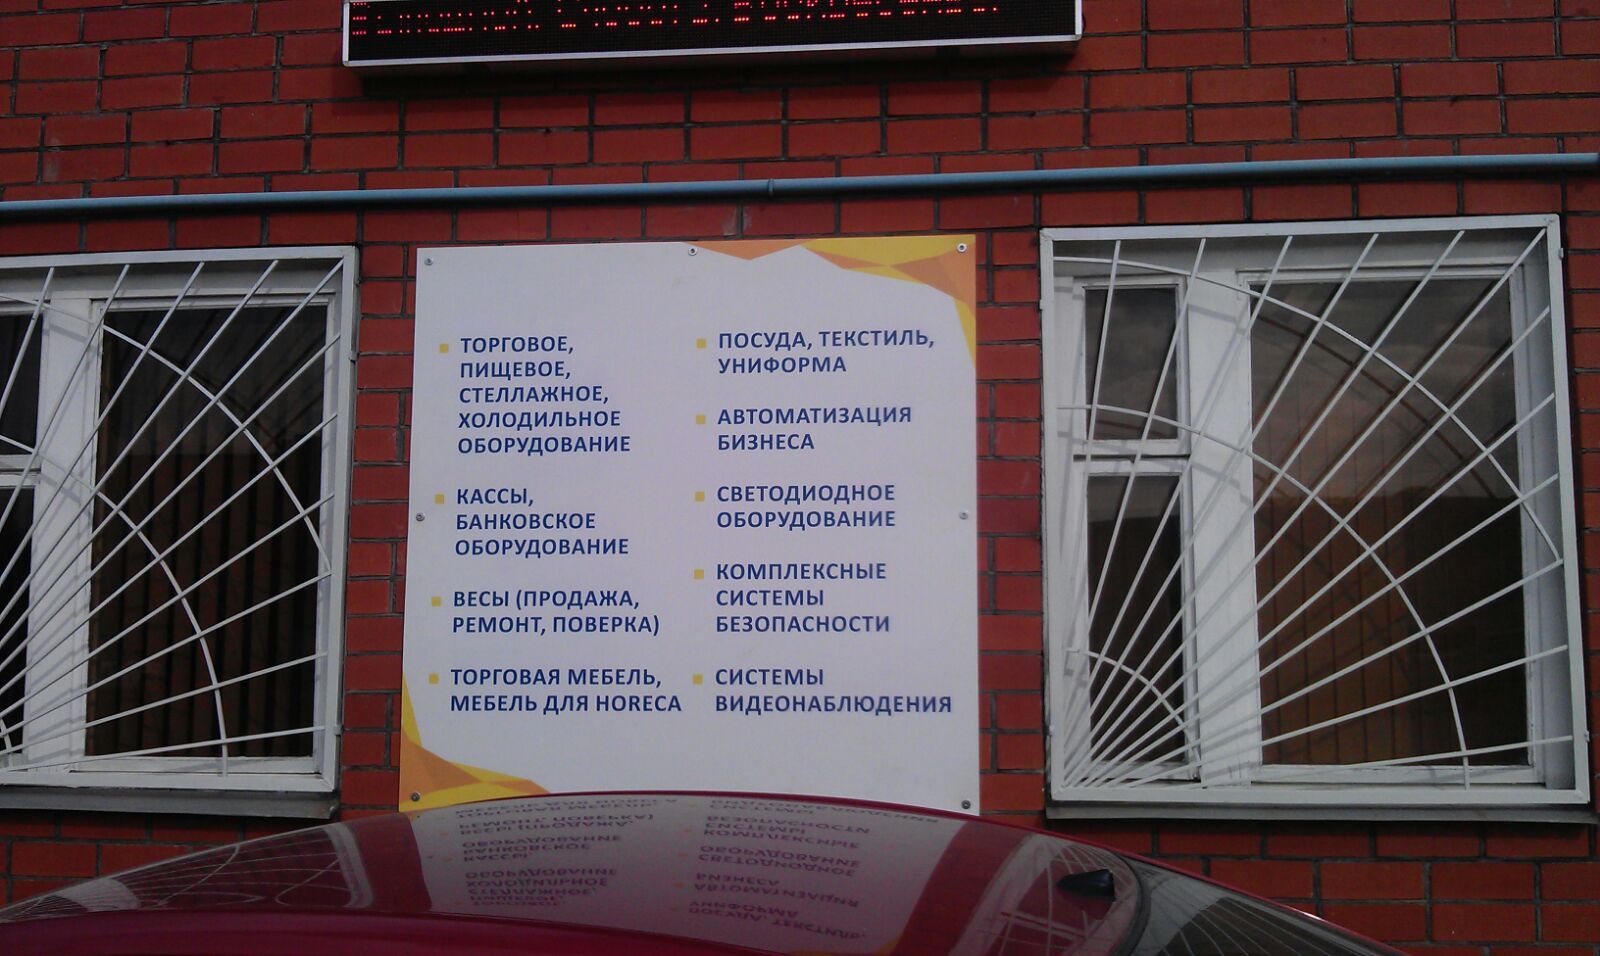 ТОРГОВОЕ,
ПИЩЕВОЕ,
СТЕЛЛАЖНОЕ,
ХОЛОДИЛЬНОЕ
ОБОРУДОВАНИЕ
КАССЫ,
БАНКОВСКОЕ
ОБОРУДОВАНИЕ
ВЕСЫ (ПРОДАЖА,
РЕМОНТ, ПОВЕРКА)
ТОРГОВАЯ МЕБЕЛЬ,
МЕБЕЛЬ ДЛЯ HORECA
ПОСУДА, ТЕКСТИЛЬ,
УНИФОРМА
АВТОМАТИЗАЦИЯ
БИЗНЕСА
СВЕТОДИОДНОЕ
ОБОРУДОВАНИЕ
КОМПЛЕКСНЫЕ
СИСТЕМЫ
БЕЗОПАСНОСТИ
СИСТЕМЫ
ВИДЕОНАБЛЮДЕНИЯ